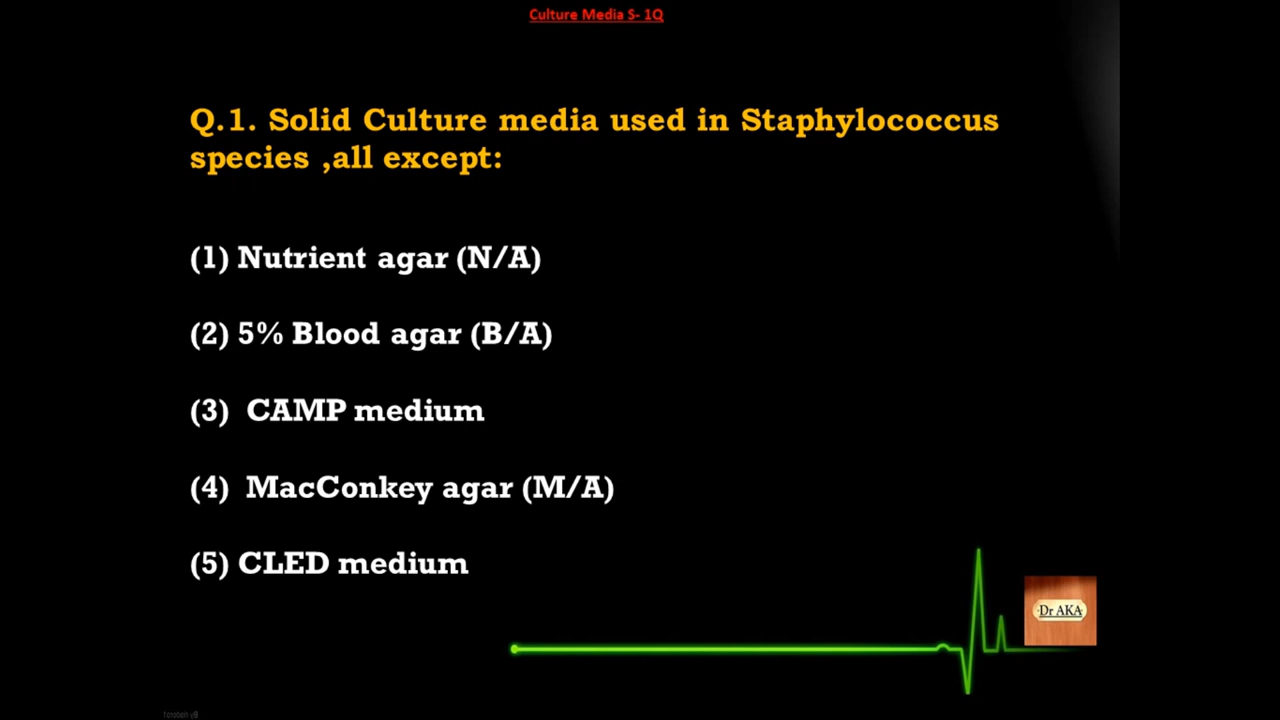 Culture Media S- 1Q
Q.1. Solid Culture media used in Staphylococcus
species ,all except:
(1) Nutrient agar (N/A)
(2) 5% Blood agar (B/A)
(3) CAMP medium
(4) MacConkey agar (M/A)
(5) CLED medium
Dr AKA